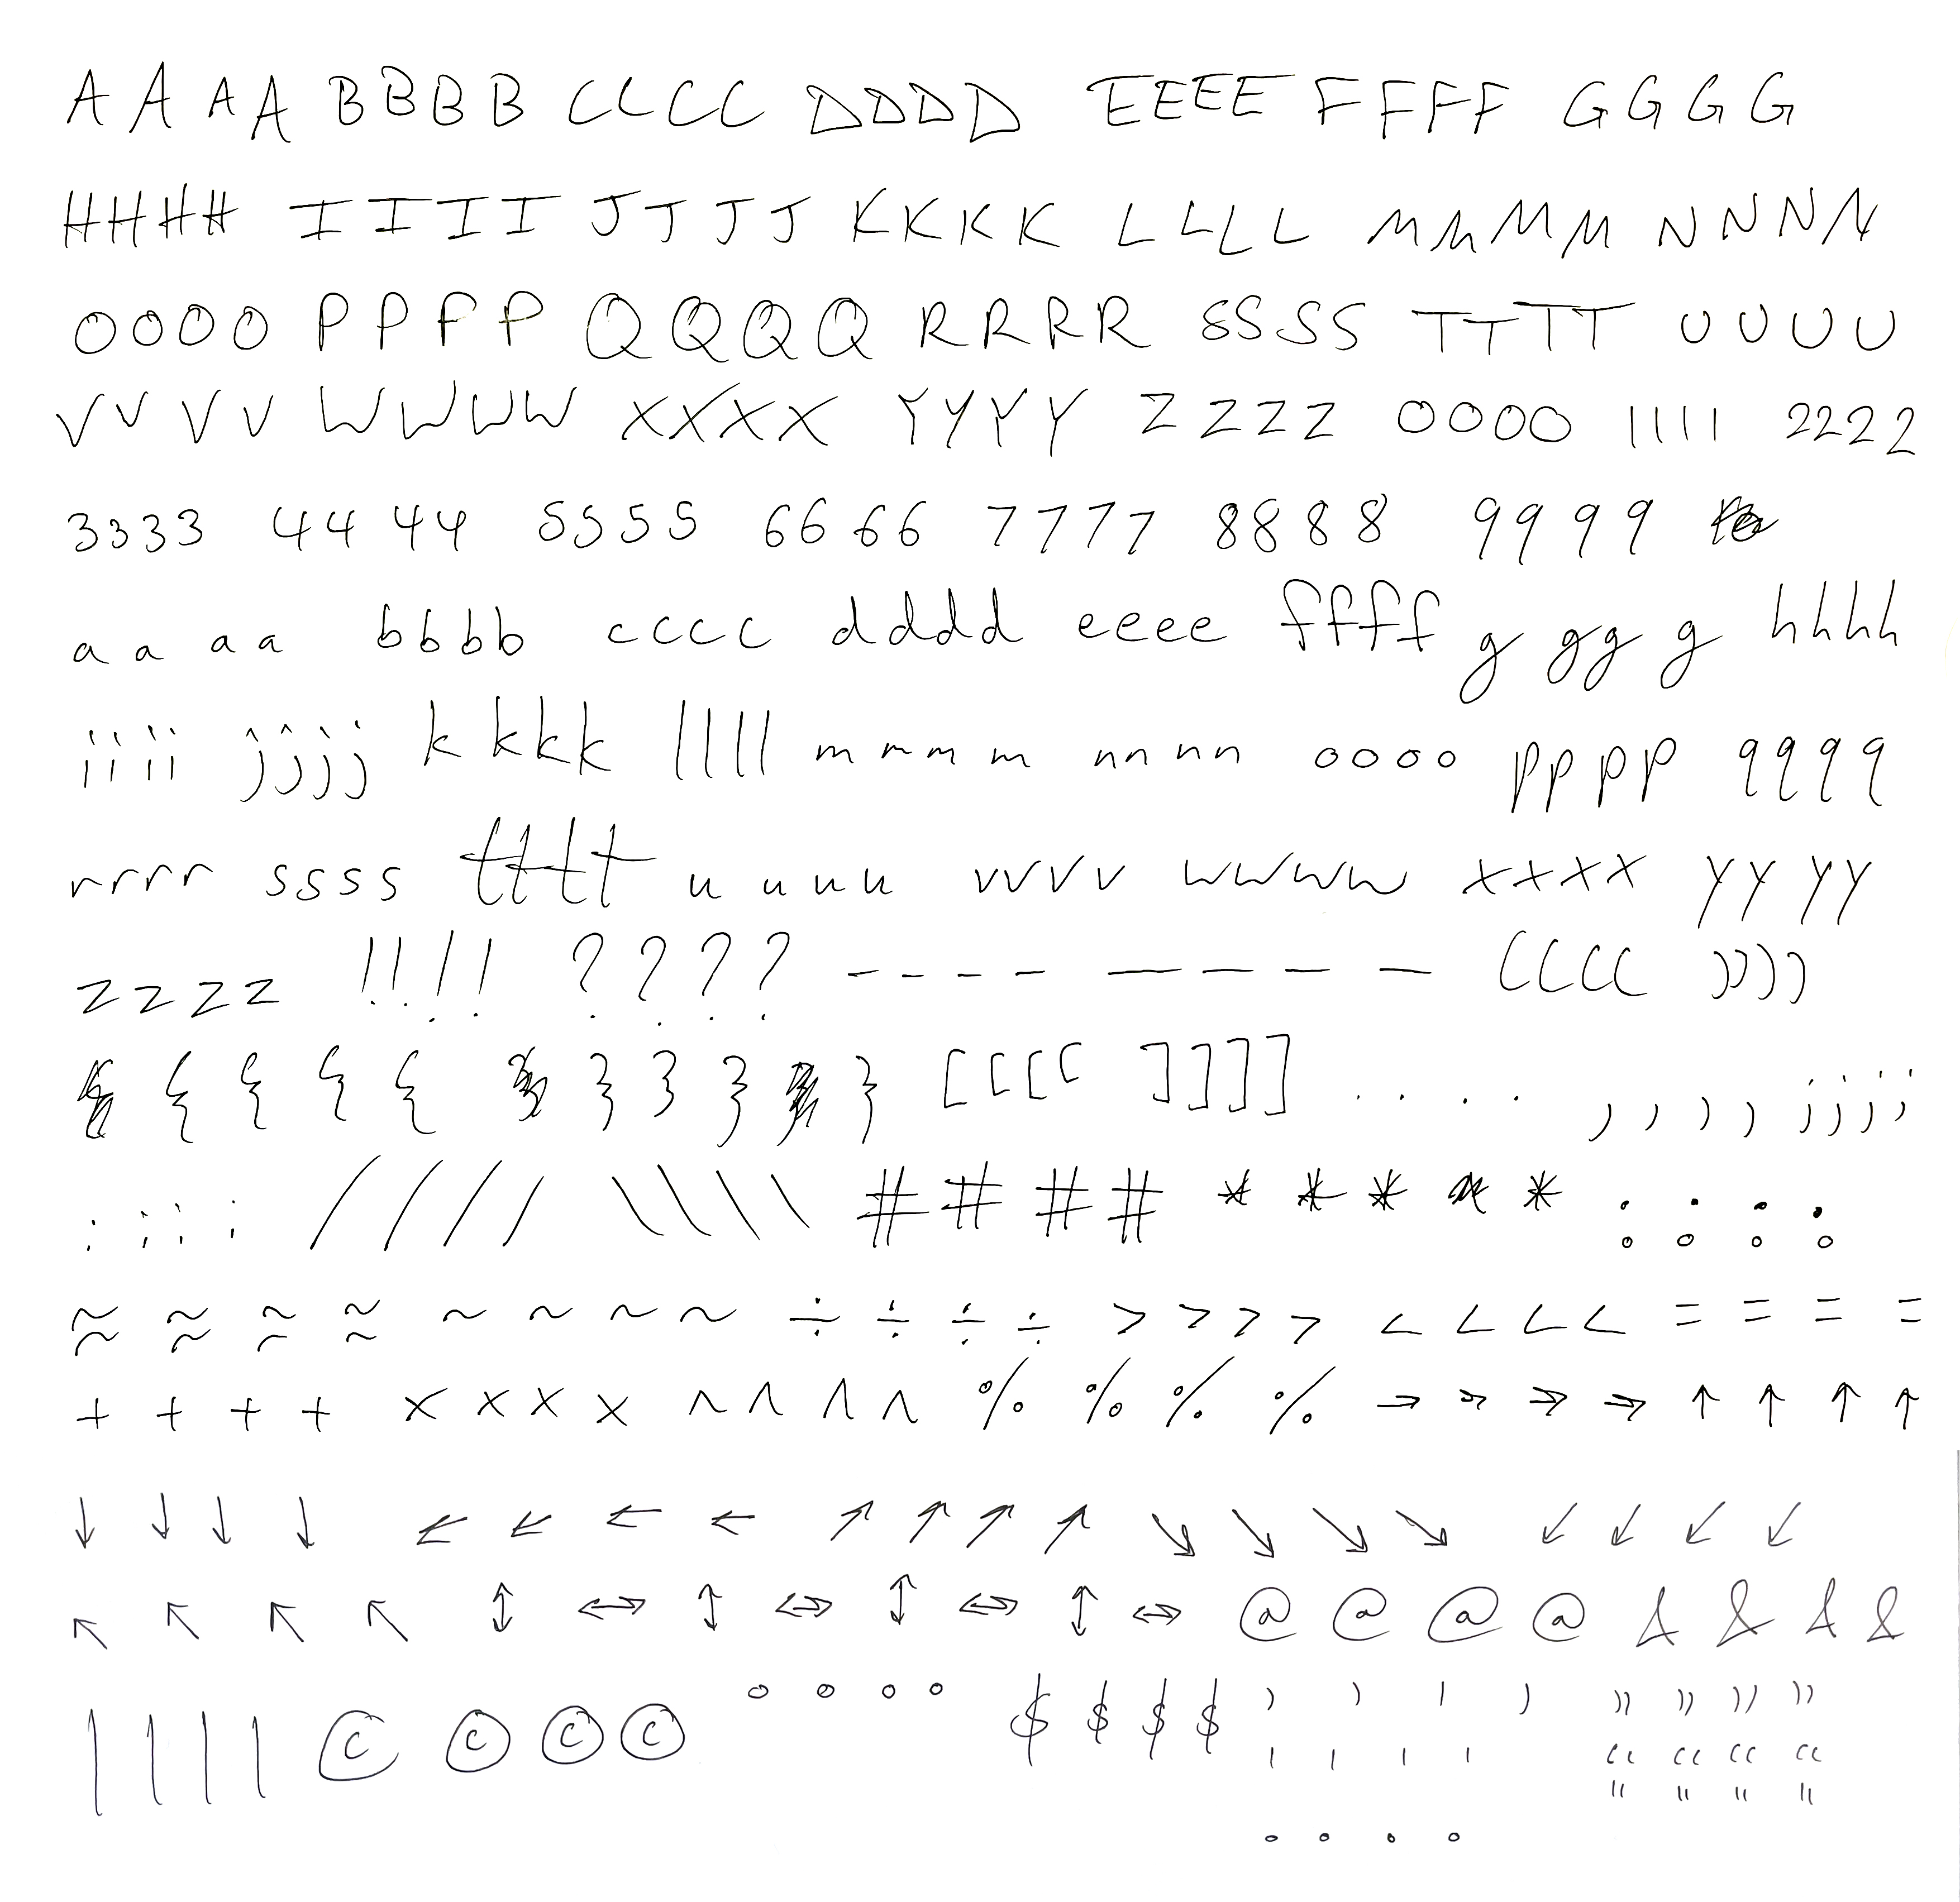 A A A A B B B B C C C C D D D D E E E E F F F F G G G G
H H H H I I I I J J J J K K K K L L L L M M M M N N N N
O O O O P P P P Q Q Q Q R R R R S S S S T T T T U U U U
V V V V W W W W X X X X Y Y Y Y Z Z Z Z 0 0 0 0 1 1 1 1 2 2 2 2
3 3 3 3 4 4 4 4 5 5 5 5 6 6 6 6 7 7 7 7 8 8 8 8 9 9 9 9
a a a a b b b b c c c c d d d d e e e e f f f f g g g g h h h h
i i i i j j j j k k k k l l l l m m m m n n n n o o o o p p p p q q q q
r r r r s s s s t t t t u u u u v v v v w w w w x x x x y y y y
z z z z ! ! ! ! ? ? ? ? - - - - — — — — ( ( ( ( ) ) ) )
{ { { { } } } } [ [ [ [ ] ] ] ] . . . . , , , , ; ; ; ;
: : : : / / / / \ \ \ \ # # # # * * * * : : : :
≈ ≈ ≈ ≈ ~ ~ ~ ~ ÷ ÷ ÷ ÷ > > > > < < < < = = = =
+ + + + × × × × ^ ^ ^ ^ % % % % → → → → ↑ ↑ ↑ ↑
↓ ↓ ↓ ↓ ← ← ← ← ↗ ↗ ↗ ↗ ↘ ↘ ↘ ↘ ↙ ↙ ↙ ↙
↖ ↖ ↖ ↖ ↕ ↔ ↕ ↔ ↕ ↔ ↕ ↔ @ @ @ @ & & & &
| | | | © © © © ° ° ° ° $ $ $ $ ’ ’ ’ ’ ” ” ” ”
' ' ' ' “ “ “ “
" " " "
. . . .